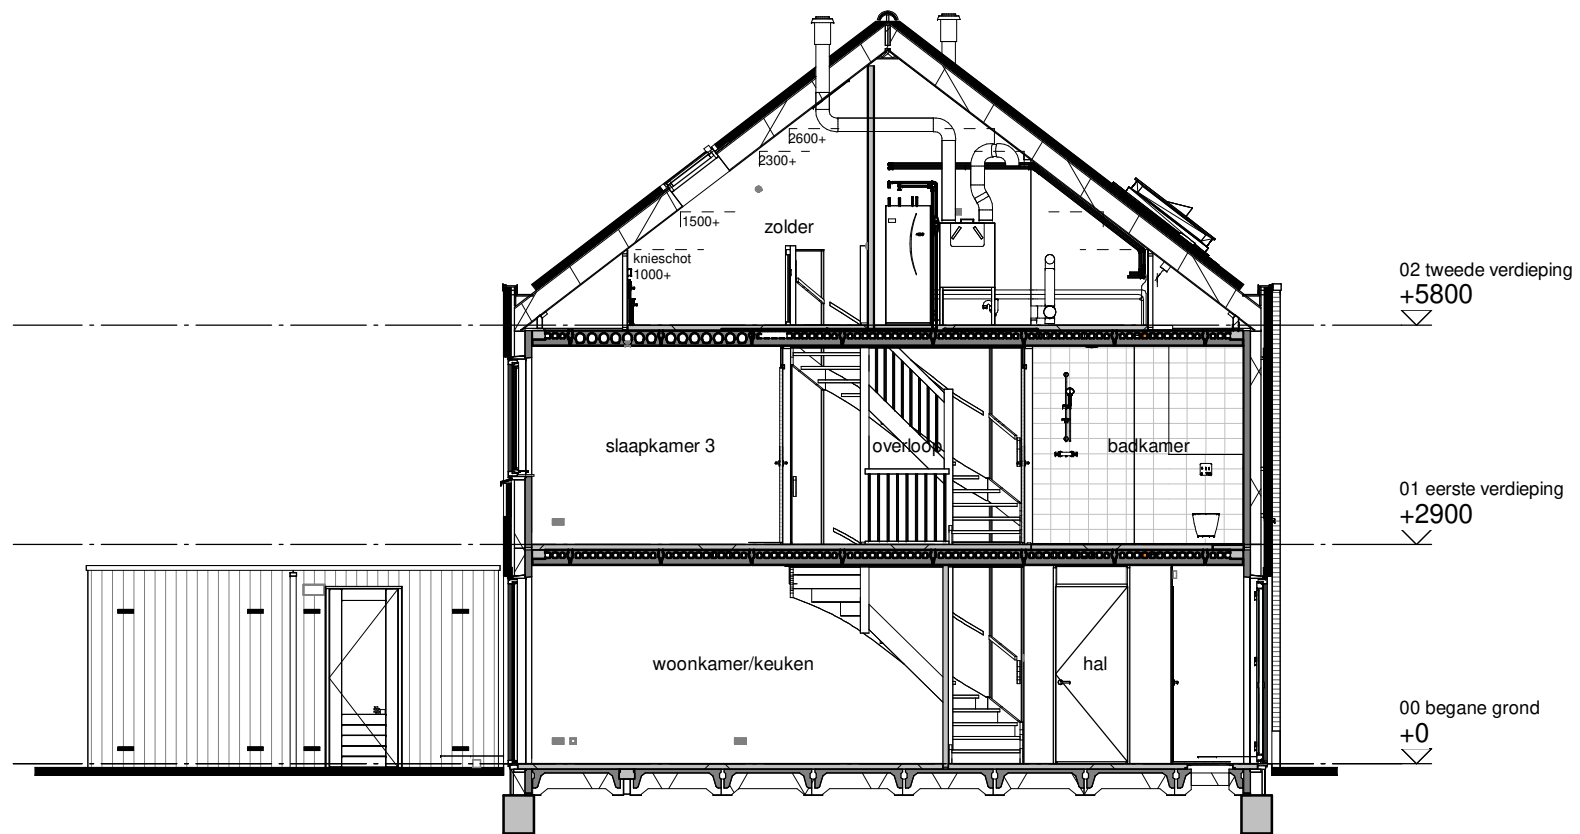 2600+
2300+
1500+
zolder
knieschot
1000+
02 tweede verdieping
+5800
slaapkamer 3
overloop
badkamer
01 eerste verdieping
+2900
woonkamer/keuken
hal
00 begane grond
+0